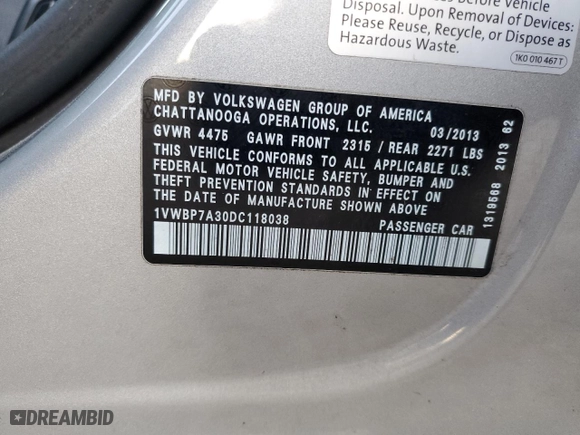 Disposal. Upon Removal of Devices:
Please Reuse, Recycle, or Dispose as
Hazardous Waste.
1K0 010 467 T
MFD BY VOLKSWAGEN GROUP OF AMERICA
CHATTANOOGA OPERATIONS, LLC. 03/2013
GVWR 4475 GAWR FRONT 2315 / REAR 2271 LBS
THIS VEHICLE CONFORMS TO ALL APPLICABLE U.S.
FEDERAL MOTOR VEHICLE SAFETY, BUMPER AND
THEFT PREVENTION STANDARDS IN EFFECT ON
THE DATE OF MANUFACTURE SHOWN ABOVE
1VWBP7A30DC118038 PASSENGER CAR
1319568 2013 62
DREAMBID